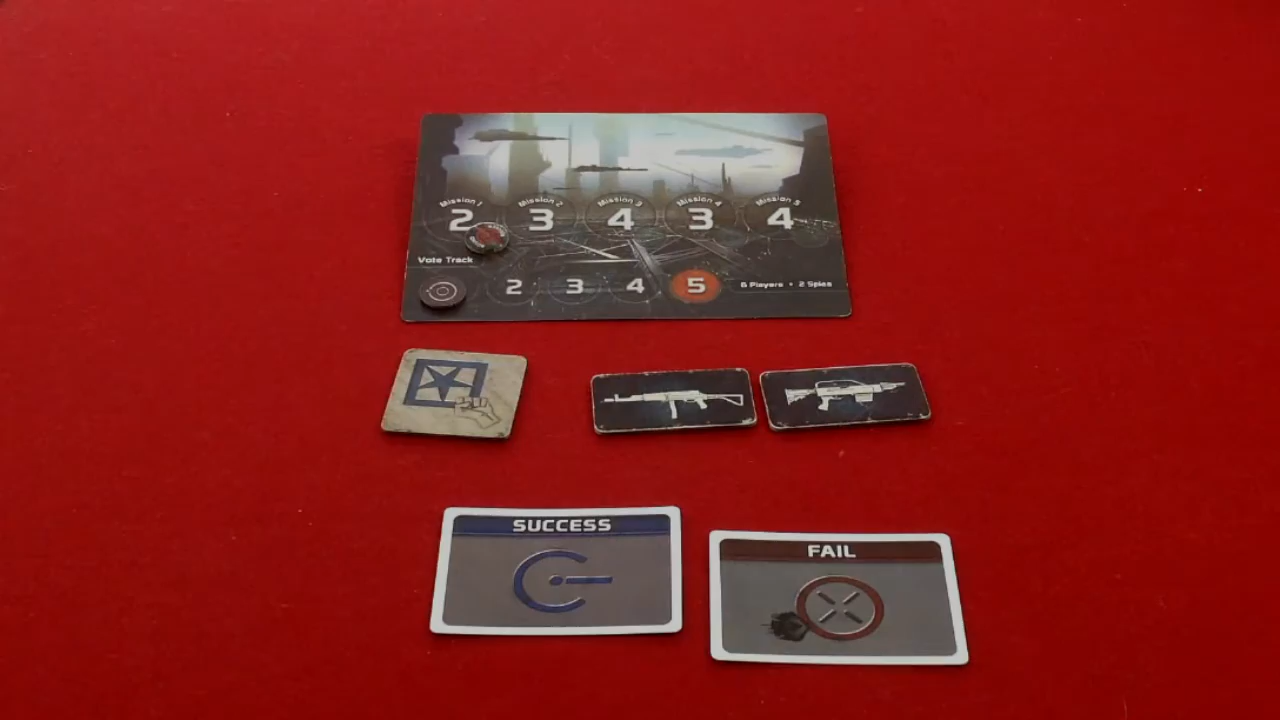 Mission 1 Mission 2 Mission 3 Mission 4 Mission 5
2 3 4 3 4
Vote Track
2 3 4 5
6 Players • 2 Spies
SUCCESS
FAIL